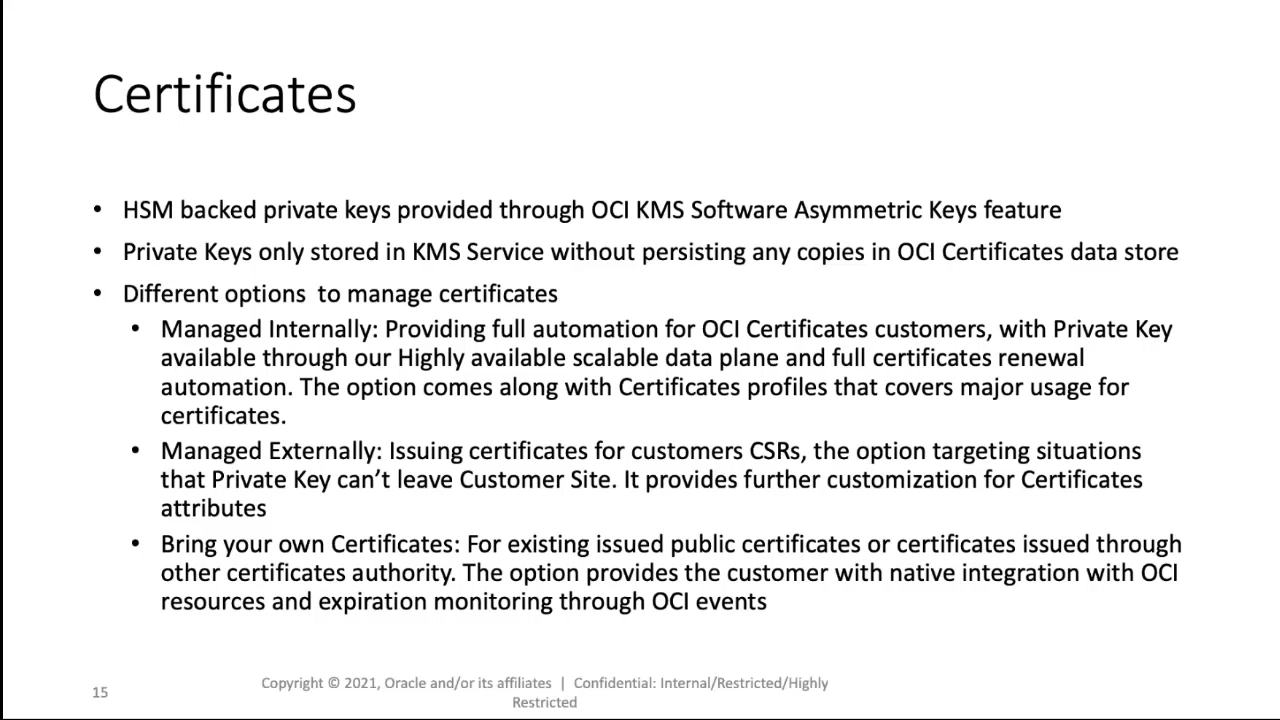 Certificates
• HSM backed private keys provided through OCI KMS Software Asymmetric Keys feature
• Private Keys only stored in KMS Service without persisting any copies in OCI Certificates data store
• Different options  to manage certificates
• Managed Internally: Providing full automation for OCI Certificates customers, with Private Key
available through our Highly available scalable data plane and full certificates renewal
automation. The option comes along with Certificates profiles that covers major usage for
certificates.
• Managed Externally: Issuing certificates for customers CSRs, the option targeting situations
that Private Key can’t leave Customer Site. It provides further customization for Certificates
attributes
• Bring your own Certificates: For existing issued public certificates or certificates issued through
other certificates authority. The option provides the customer with native integration with OCI
resources and expiration monitoring through OCI events
15
Copyright © 2021, Oracle and/or its affiliates  |  Confidential: Internal/Restricted/Highly
Restricted